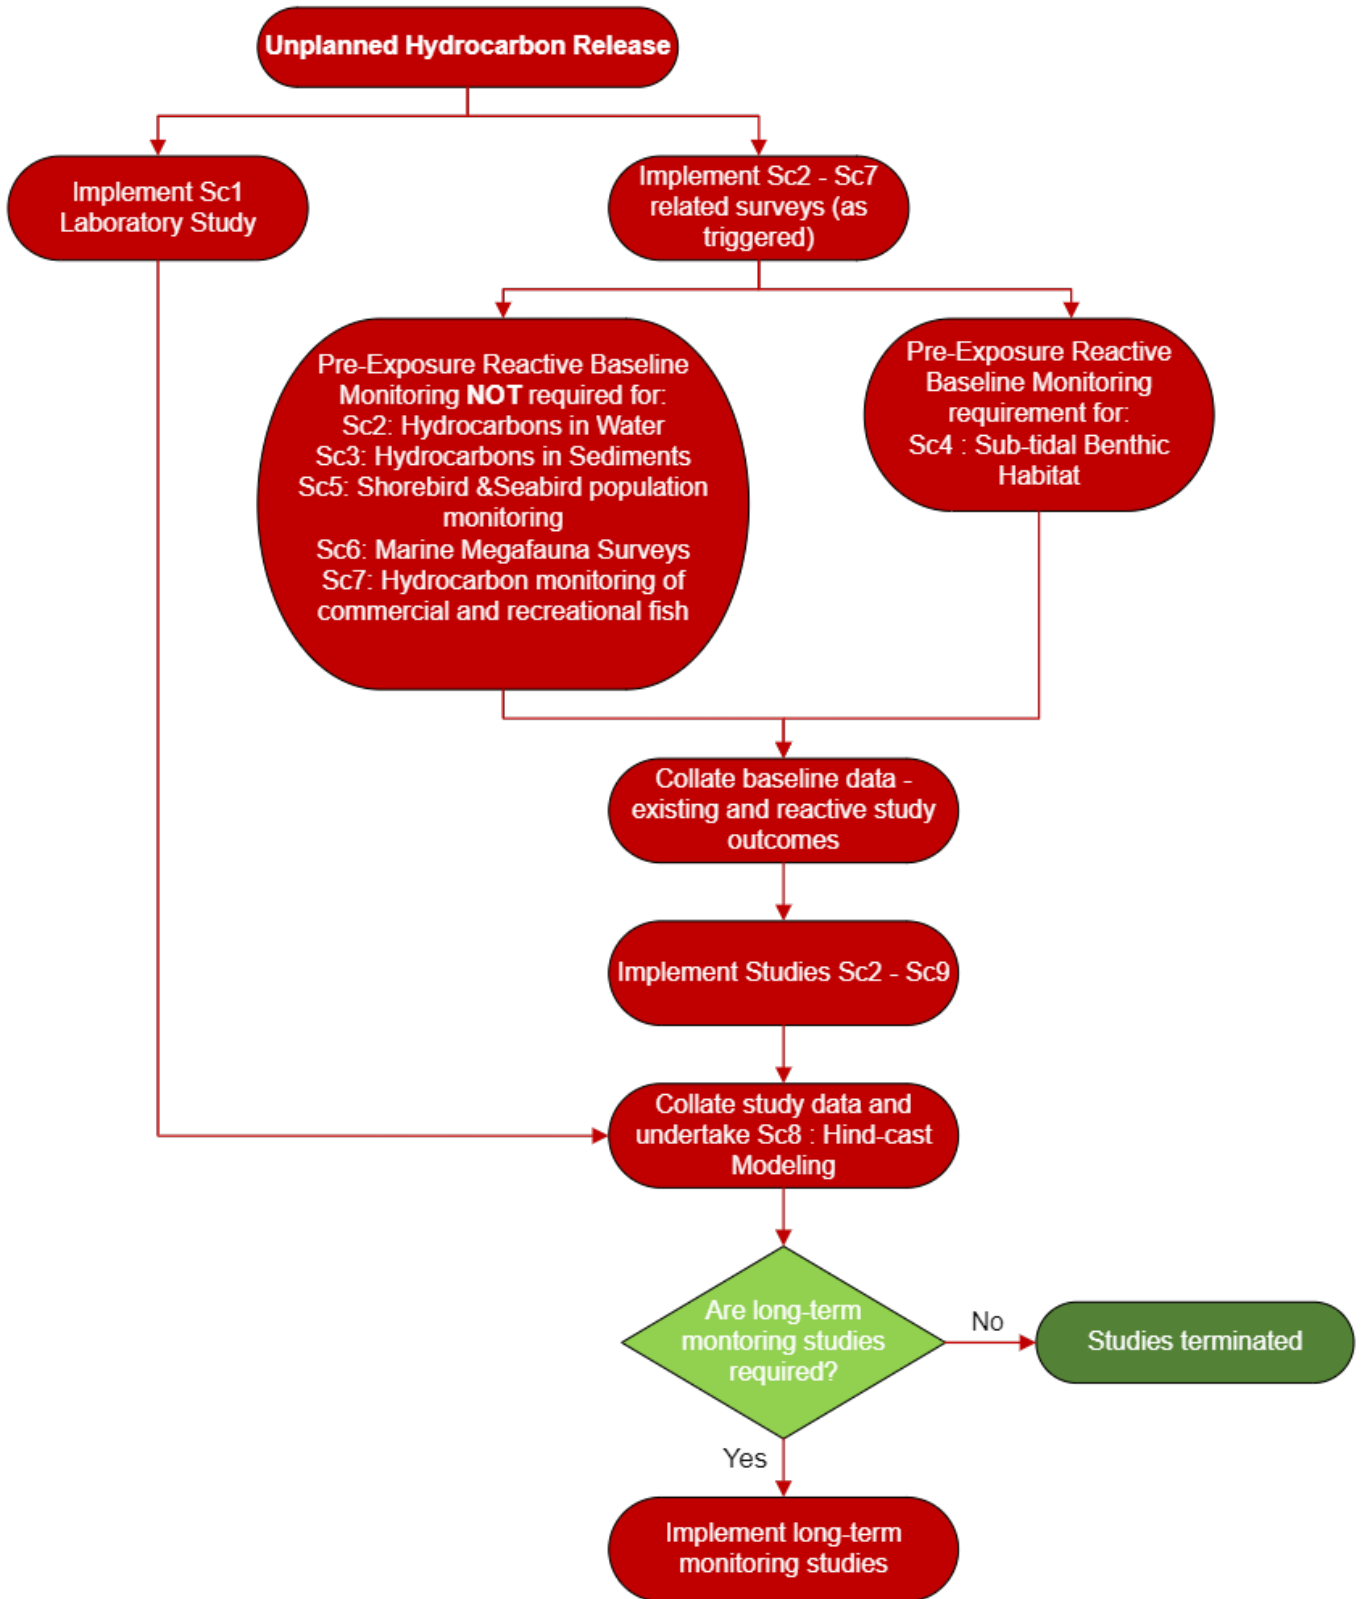 Unplanned Hydrocarbon Release
Implement Sc1
Laboratory Study
Implement Sc2 - Sc7
related surveys (as
triggered)
Pre-Exposure Reactive Baseline
Monitoring NOT required for:
Sc2: Hydrocarbons in Water
Sc3: Hydrocarbons in Sediments
Sc5: Shorebird &Seabird population
monitoring
Sc6: Marine Megafauna Surveys
Sc7: Hydrocarbon monitoring of
commercial and recreational fish
Pre-Exposure Reactive
Baseline Monitoring
requirement for:
Sc4 : Sub-tidal Benthic
Habitat
Collate baseline data -
existing and reactive study
outcomes
Implement Studies Sc2 - Sc9
Collate study data and
undertake Sc8 : Hind-cast
Modeling
Are long-term
montoring studies
required?
No
Studies terminated
Yes
Implement long-term
monitoring studies